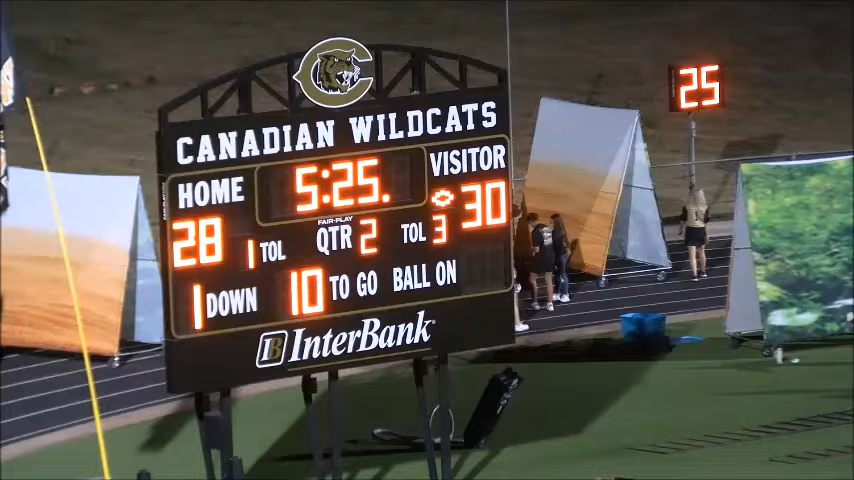 25
CANADIAN WILDCATS
HOME 5:25. VISITOR
28 FAIR-PLAY 30
1 TOL QTR 2 TOL 3
1 DOWN 10 TO GO BALL ON
IB InterBank